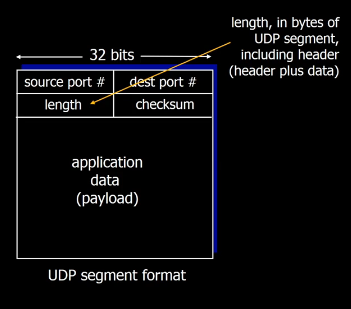 length, in bytes of
UDP segment,
including header
(header plus data)
32 bits
source port # dest port #
length checksum
application
data
(payload)
UDP segment format